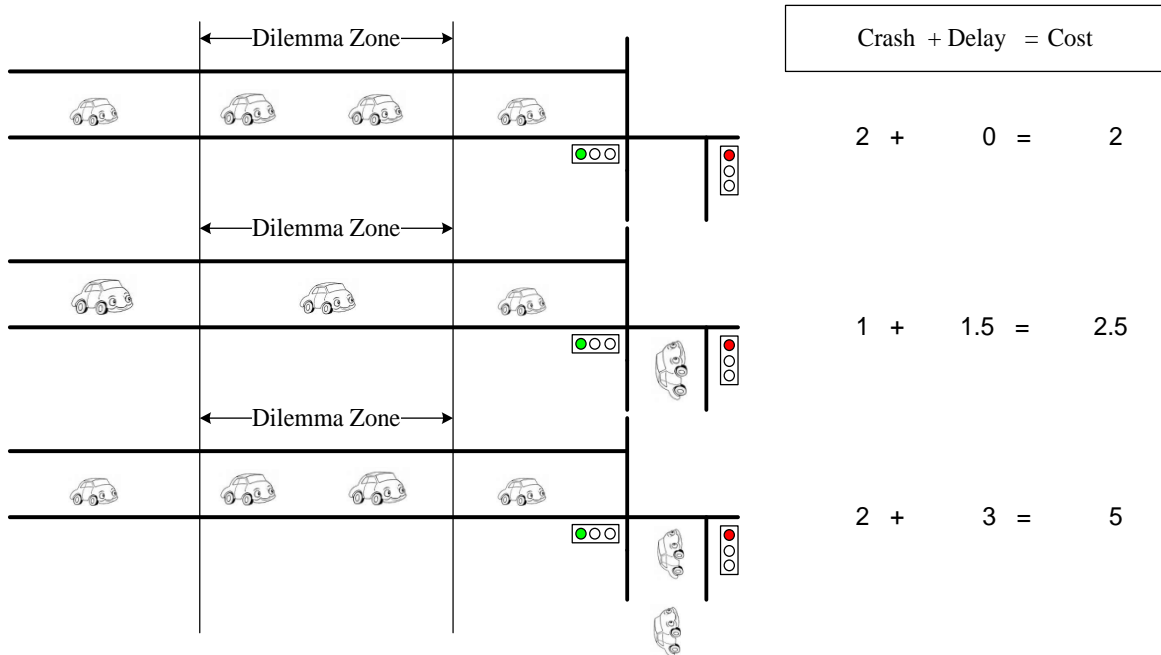 Dilemma Zone
Crash + Delay = Cost
2 + 0 = 2
Dilemma Zone
1 + 1.5 = 2.5
Dilemma Zone
2 + 3 = 5